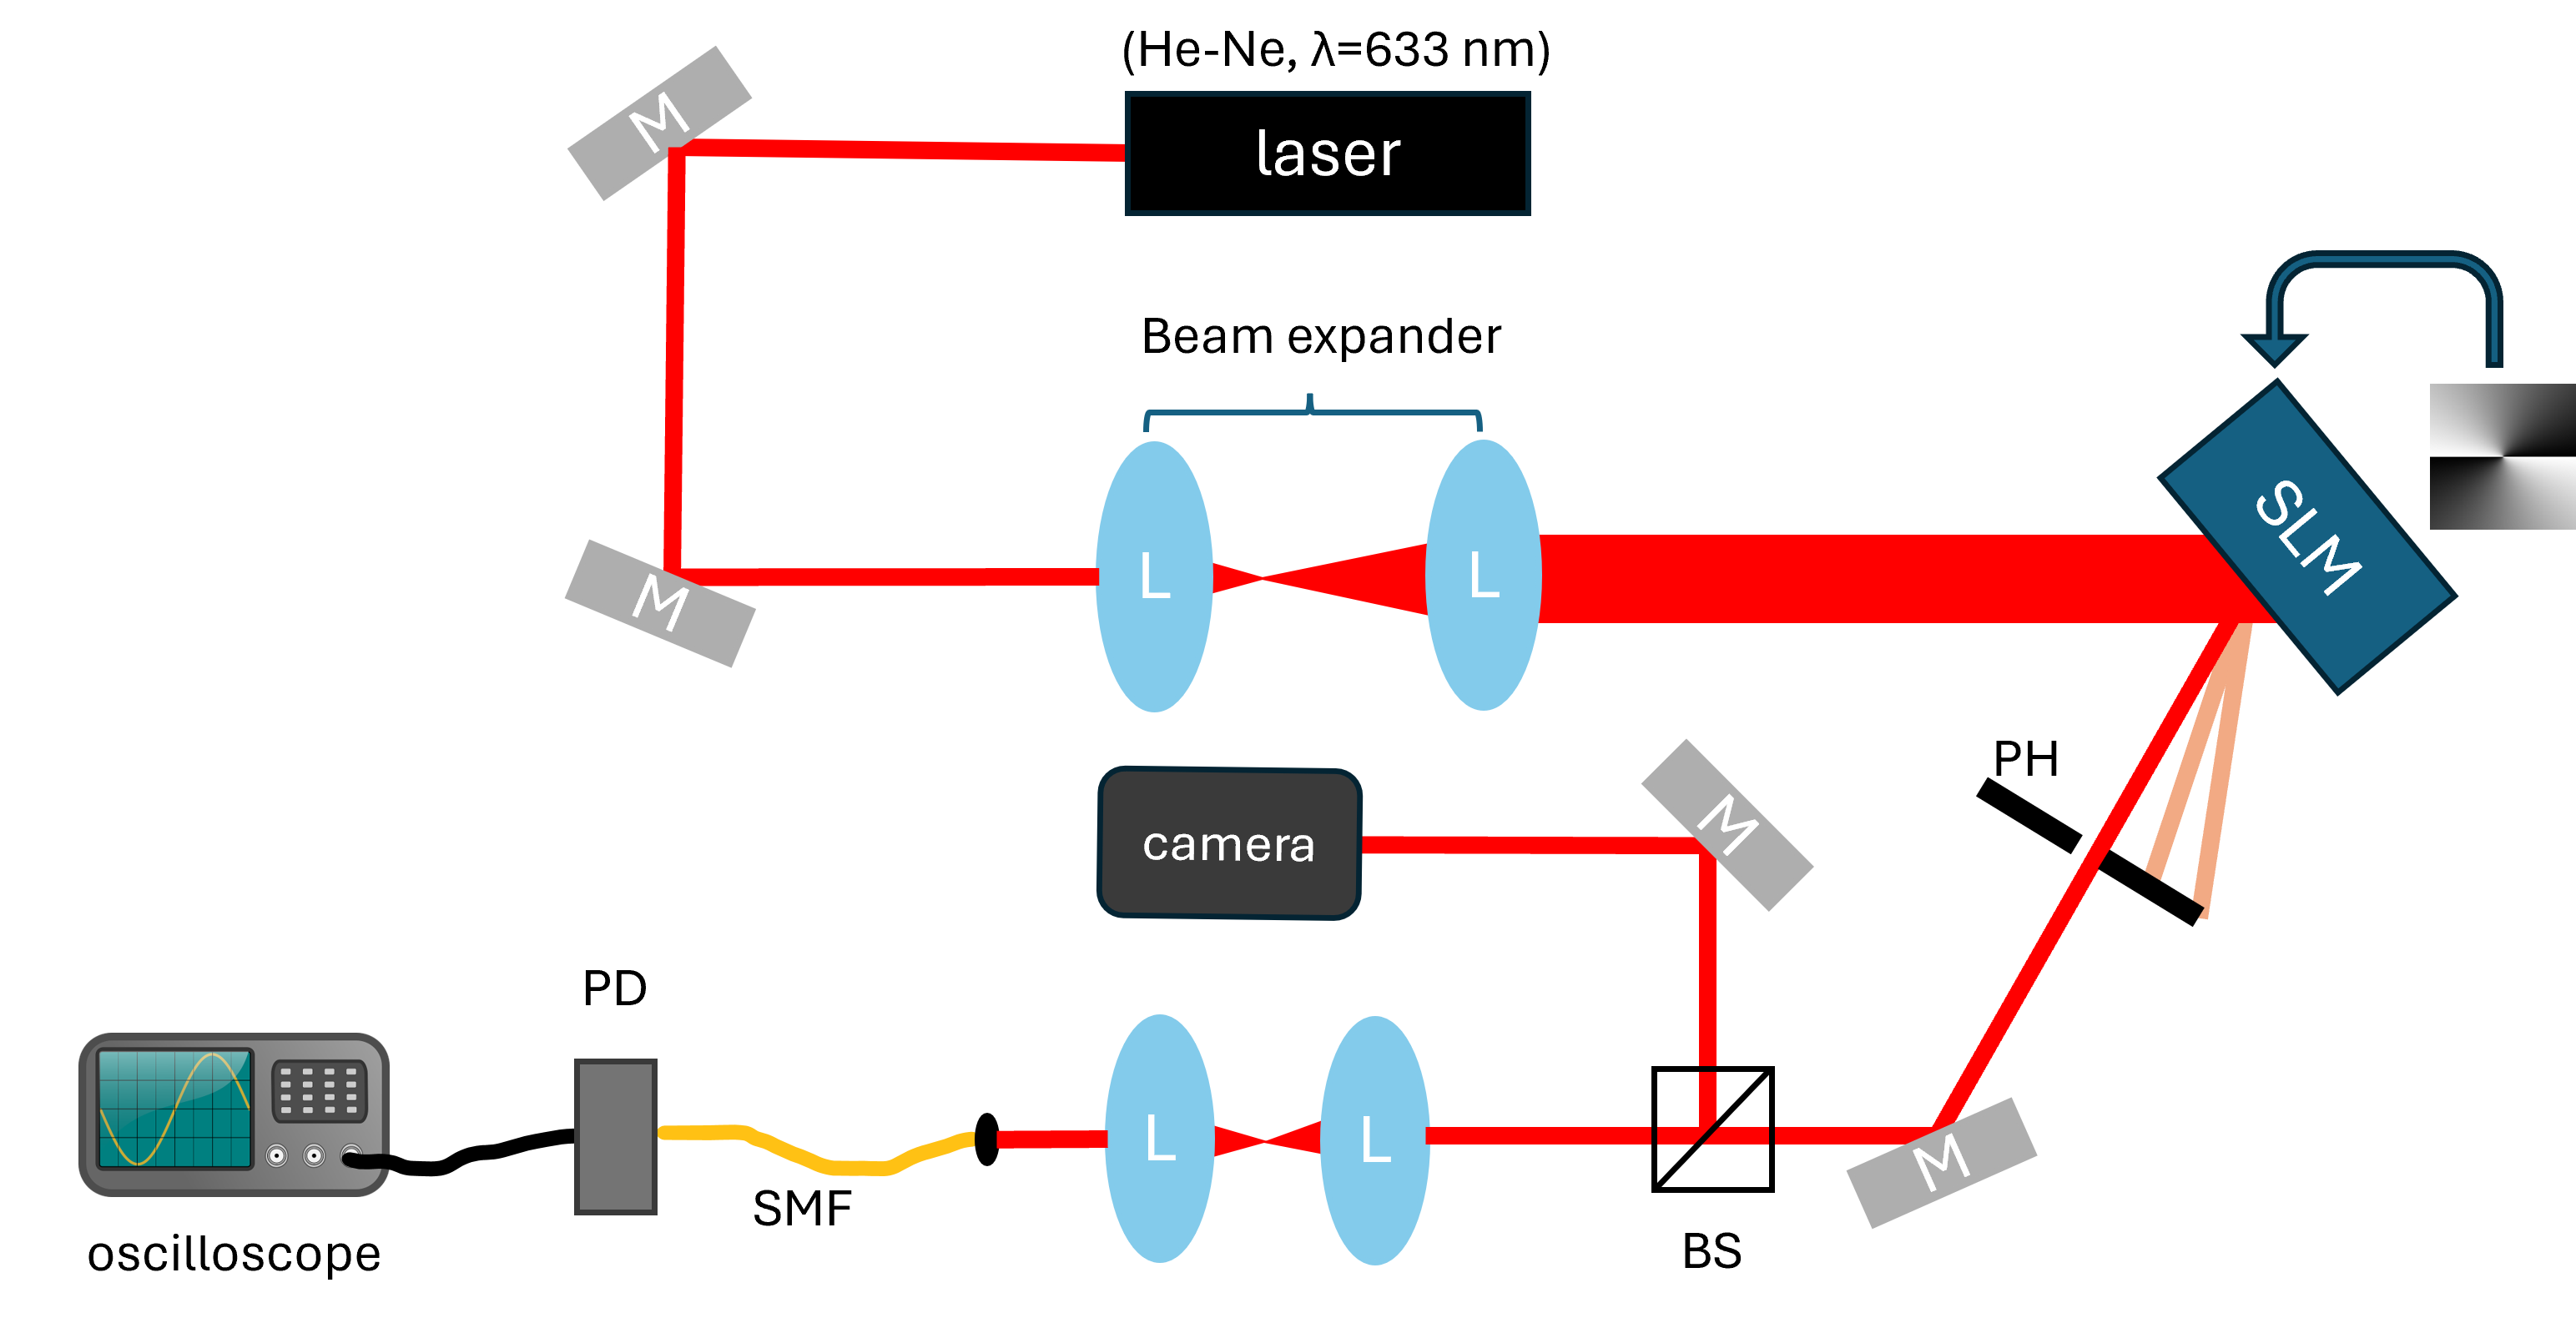 (He-Ne, λ=633 nm)
M
laser
Beam expander
SLM
L
L
M
PH
M
camera
PD
L
L
M
SMF
BS
oscilloscope